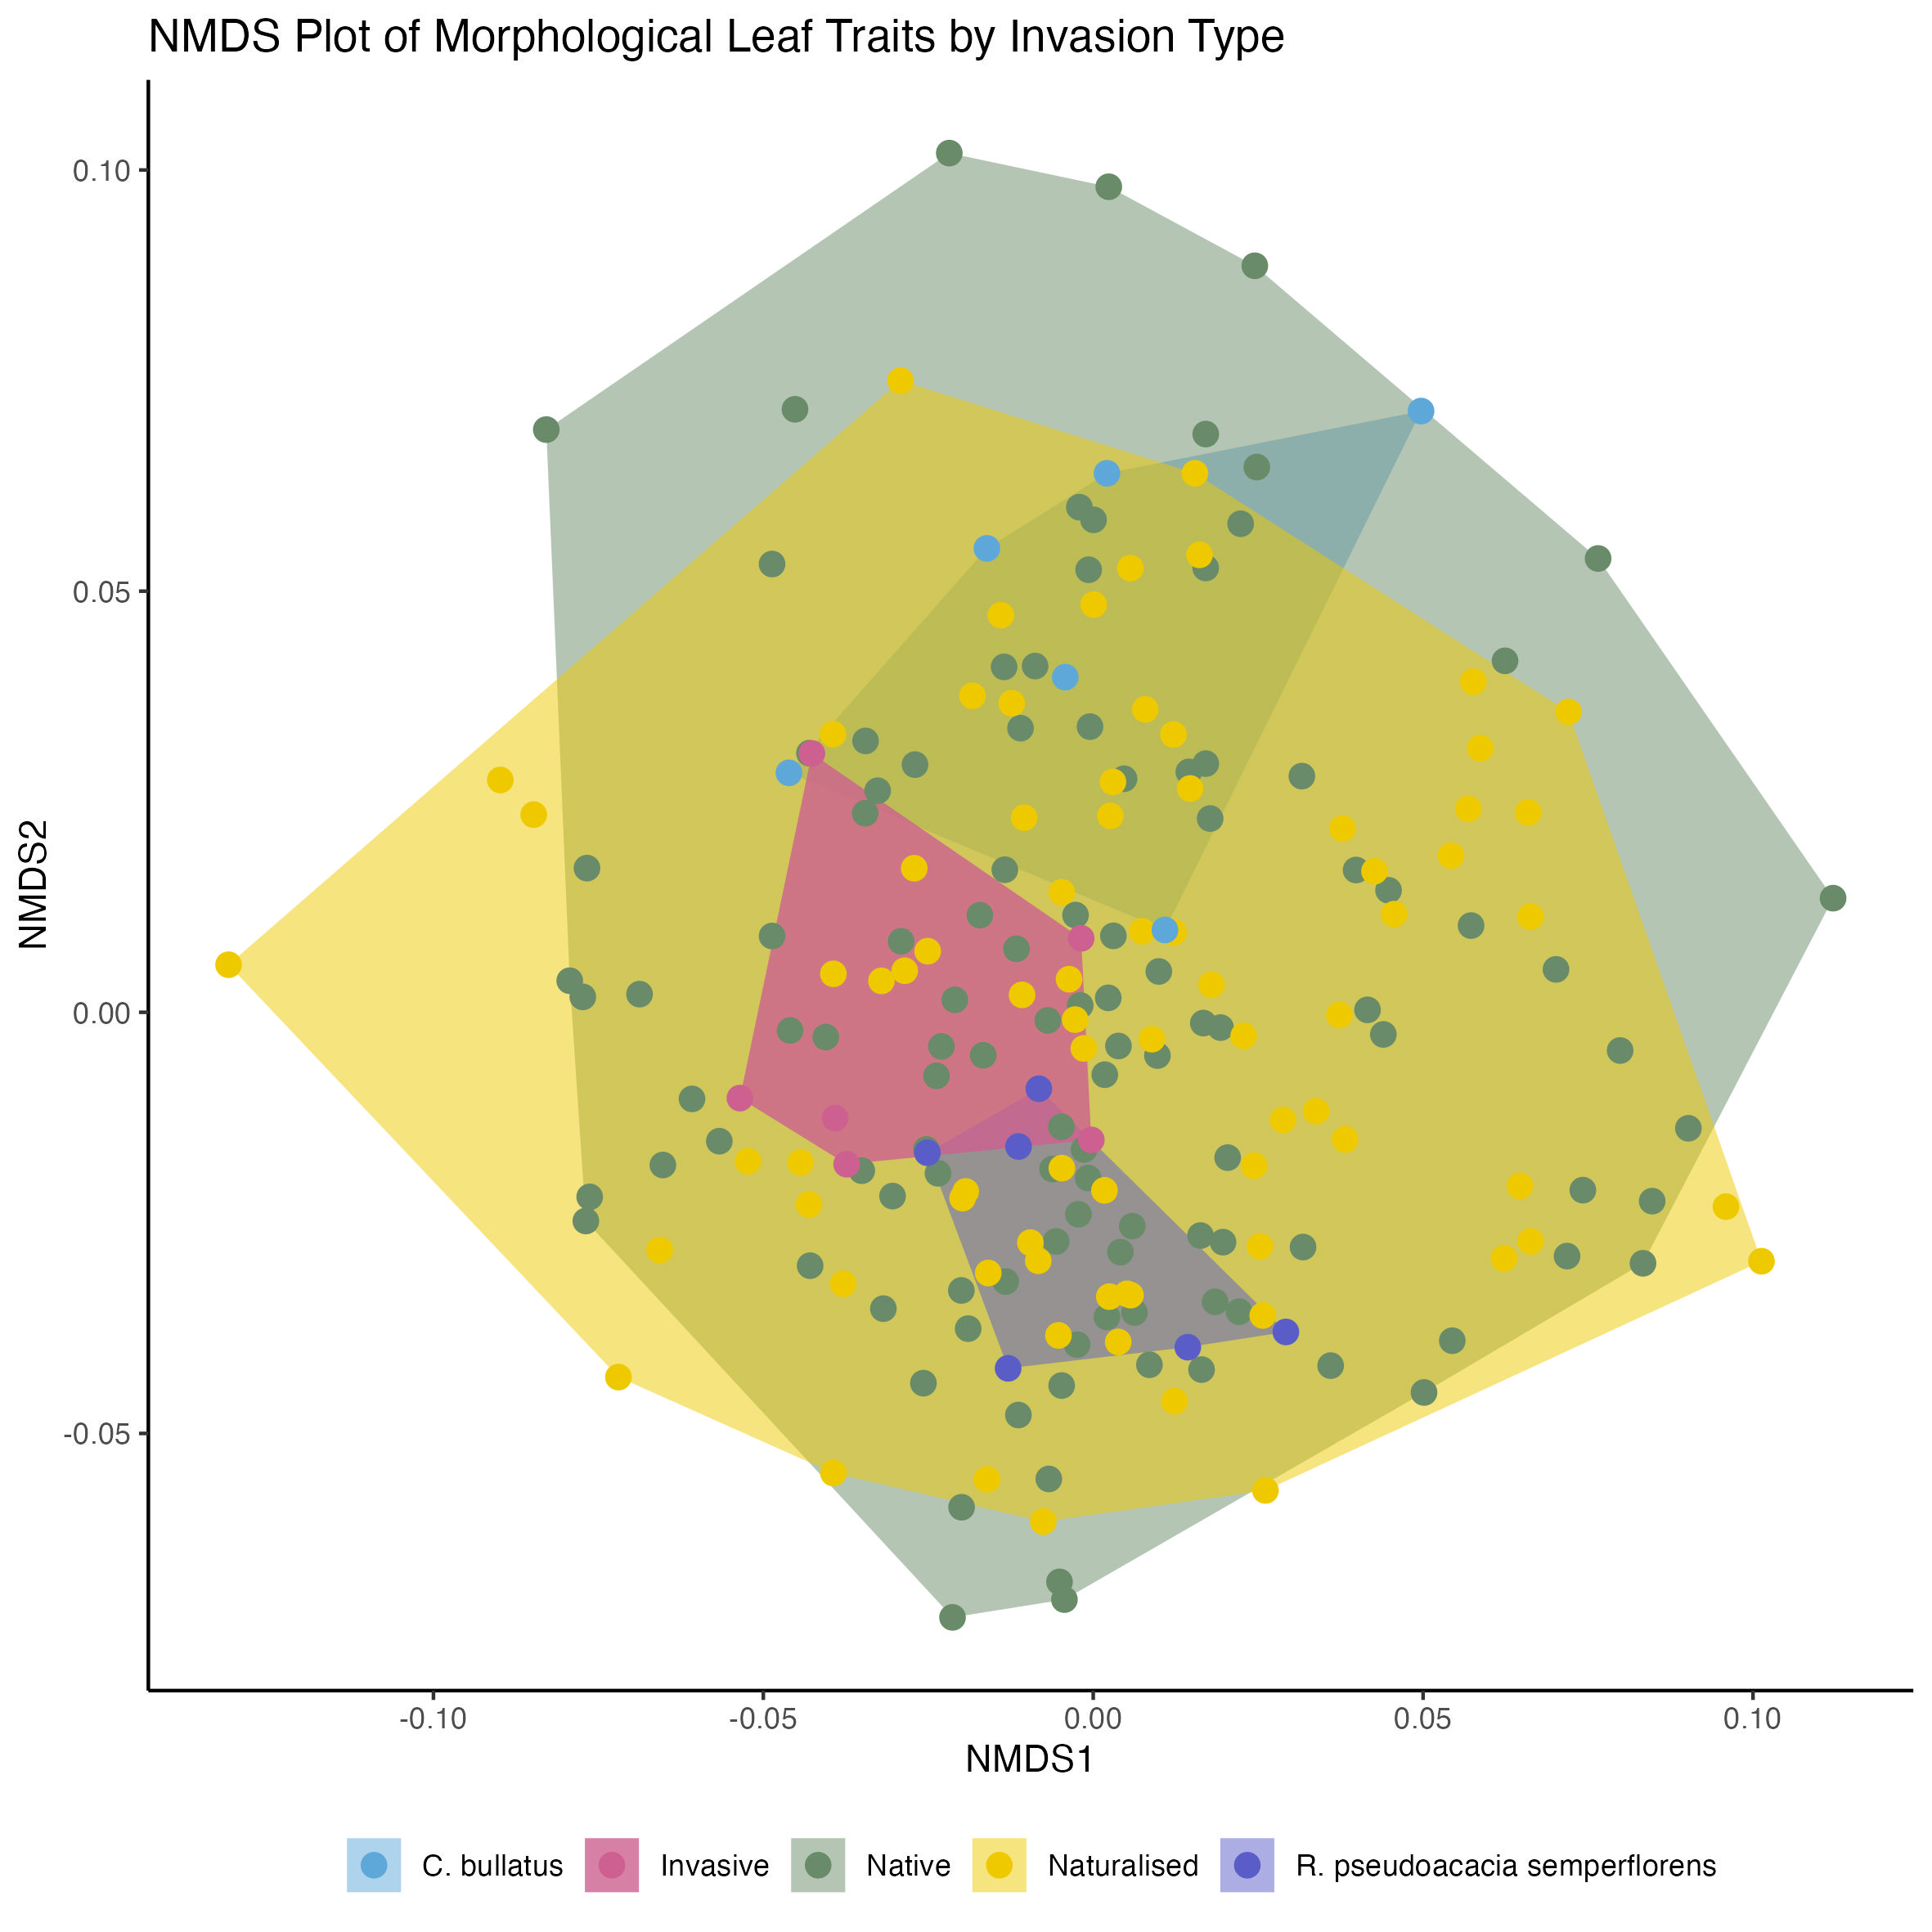 NMDS Plot of Morphological Leaf Traits by Invasion Type
0.10
0.05
0.00
-0.05
NMDS2
-0.10
-0.05
0.00
0.05
0.10
NMDS1
C. bullatus
Invasive
Native
Naturalised
R. pseudoacacia semperflorens